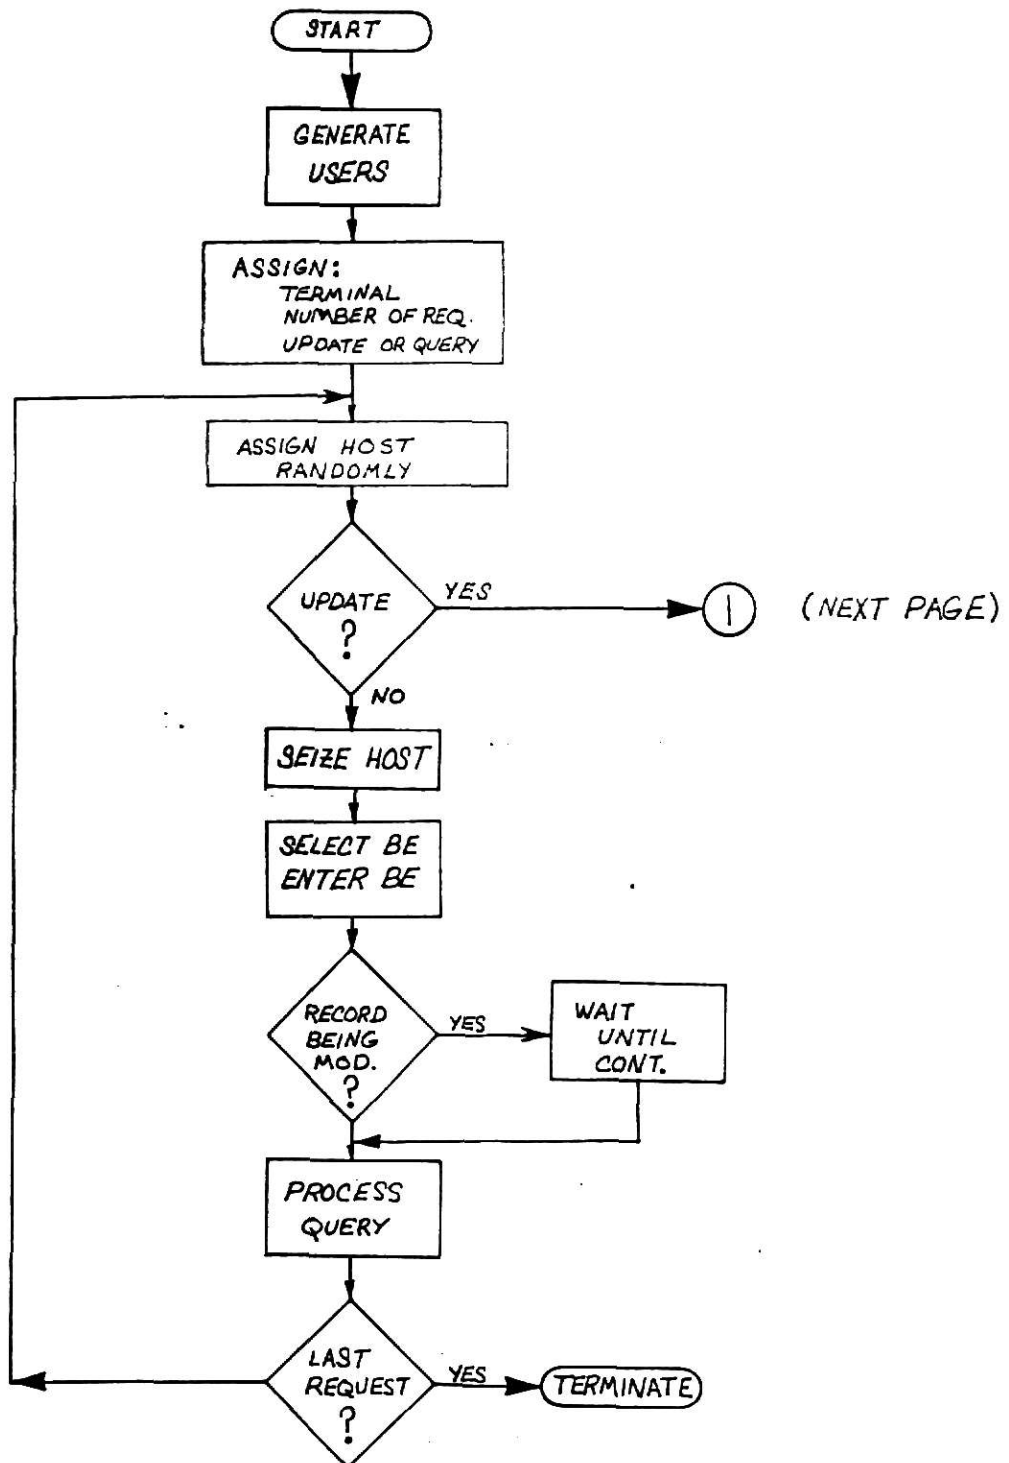 START
GENERATE
USERS
ASSIGN:
TERMINAL
NUMBER OF REQ.
UPDATE OR QUERY
ASSIGN HOST
RANDOMLY
UPDATE
?
YES
1
(NEXT PAGE)
NO
SEIZE HOST
SELECT BE
ENTER BE
RECORD
BEING
MOD.
?
YES
WAIT
UNTIL
CONT.
PROCESS
QUERY
LAST
REQUEST
?
YES
TERMINATE